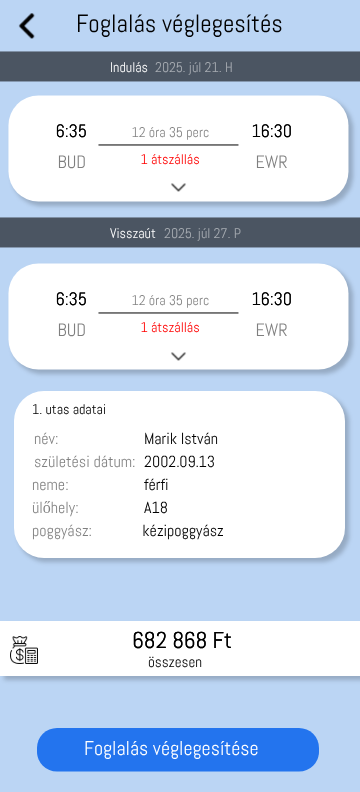 Foglalás véglegesítés
Indulás 2025. júl 21. H
6:35 12 óra 35 perc 16:30
BUD 1 átszállás EWR
Visszaút 2025. júl 27. P
6:35 12 óra 35 perc 16:30
BUD 1 átszállás EWR
1. utas adatai
név: Marik István
születési dátum: 2002.09.13
neme: férfi
ülőhely: A18
poggyász: kézipoggyász
682 868 Ft
összesen
Foglalás véglegesítése